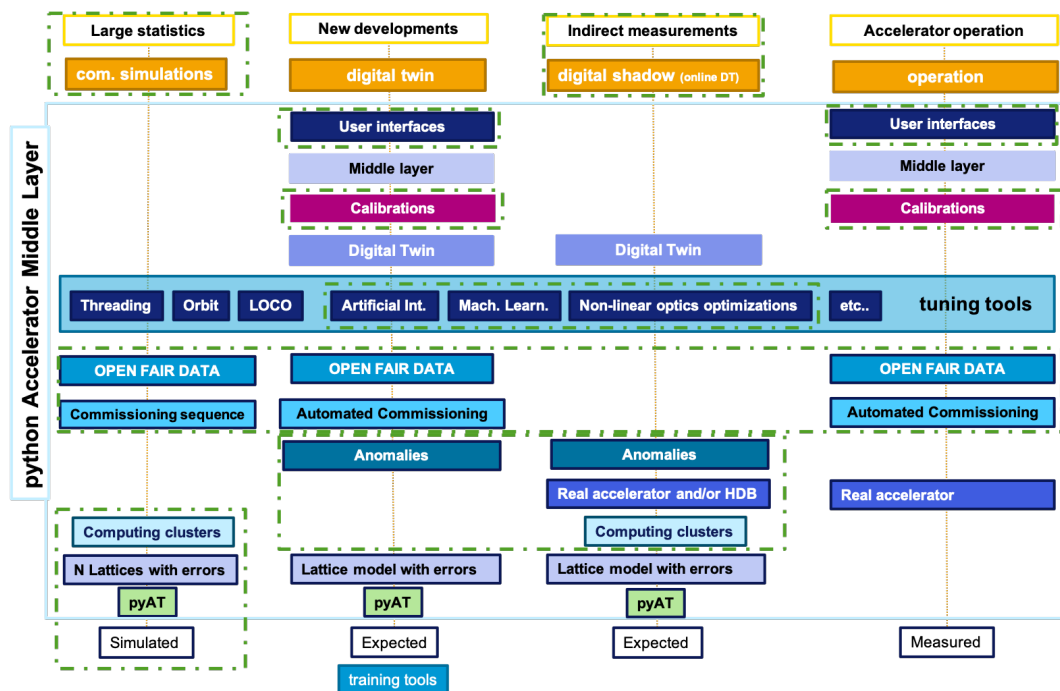 Large statistics
New developments
Indirect measurements
Accelerator operation
com. simulations
digital twin
digital shadow (online DT)
operation
python Accelerator Middle Layer
User interfaces
User interfaces
Middle layer
Middle layer
Calibrations
Calibrations
Digital Twin
Digital Twin
Threading
Orbit
LOCO
Artificial Int.
Mach. Learn.
Non-linear optics optimizations
etc..
tuning tools
OPEN FAIR DATA
OPEN FAIR DATA
OPEN FAIR DATA
Commissioning sequence
Automated Commissioning
Automated Commissioning
Anomalies
Anomalies
Real accelerator and/or HDB
Real accelerator
Computing clusters
Computing clusters
N Lattices with errors
Lattice model with errors
Lattice model with errors
pyAT
pyAT
pyAT
Simulated
Expected
Expected
Measured
training tools